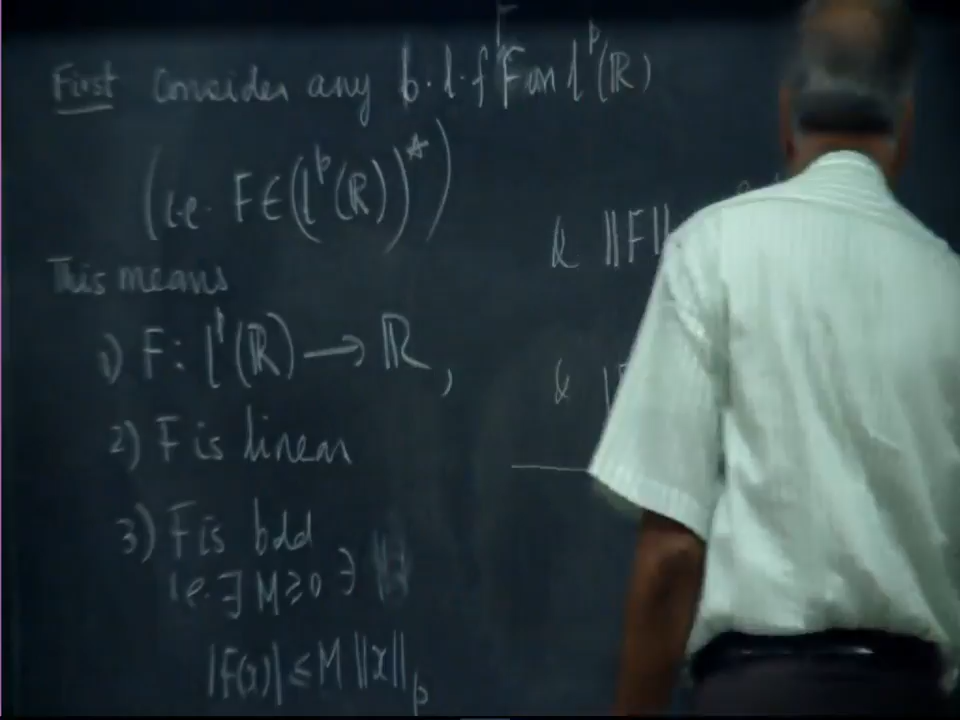 First Consider any b.l.f F on l^p(ℝ)
(i.e. F ∈ (l^p(ℝ))*)
This means
1) F: l^p(ℝ) → ℝ,
2) F is linear
3) F is bdd
i.e. ∃ M ≥ 0 ∋
|F(x)| ≤ M ||x||_p
& ||F||
&